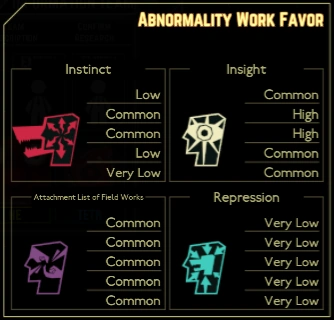 Abnormality Work Favor
Instinct
Low
Common
Common
Low
Very Low
Insight
Common
High
High
Common
Common
Attachment List of Field Works
Common
Common
Common
Common
Common
Repression
Very Low
Very Low
Very Low
Very Low
Very Low